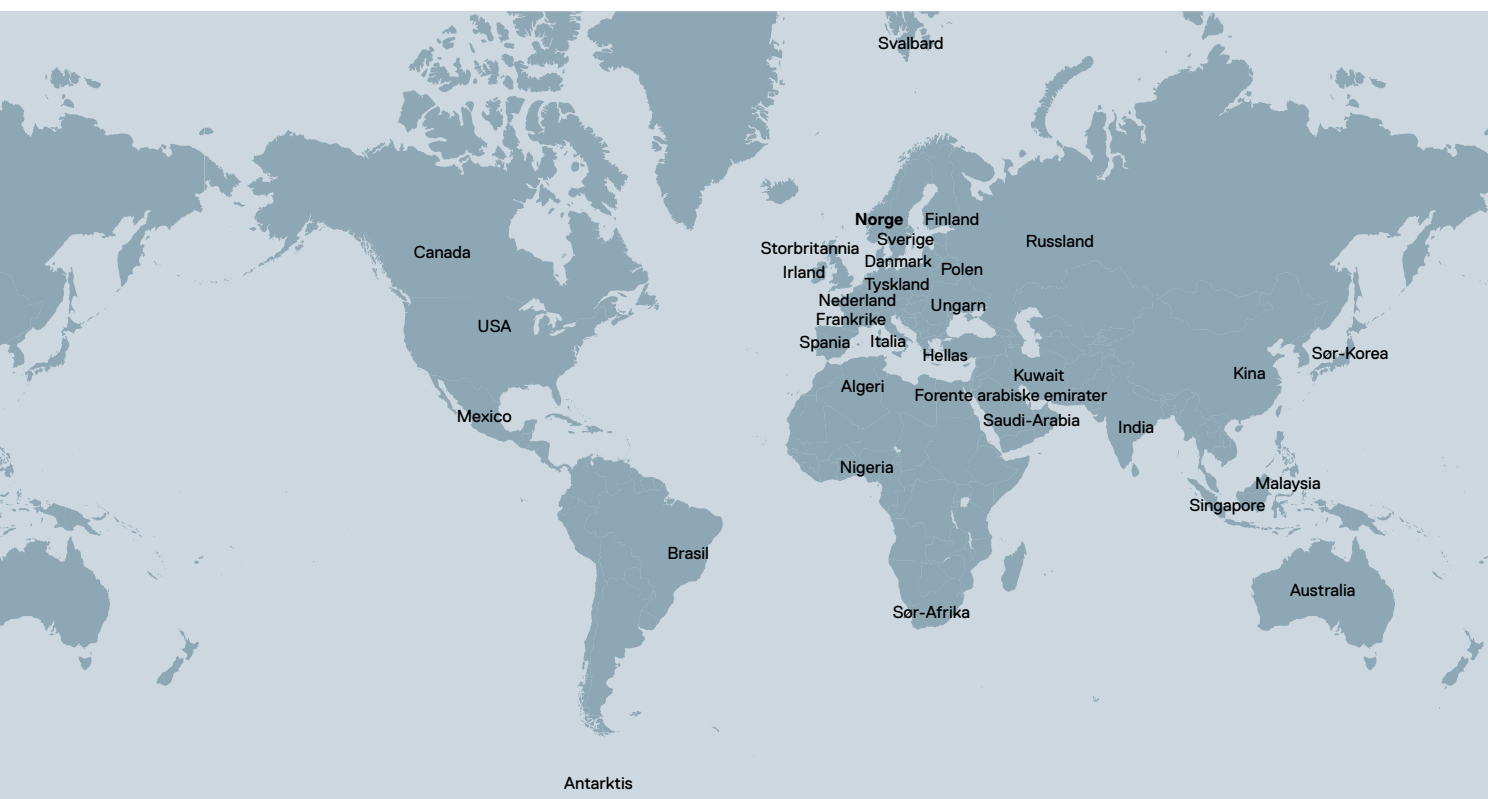 Svalbard
Norge
Finland
Sverige
Storbritannia
Russland
Canada
Danmark
Irland
Polen
Tyskland
Nederland
Ungarn
Frankrike
USA
Spania
Italia
Hellas
Sør-Korea
Kina
Kuwait
Algeri
Forente arabiske emirater
Mexico
Saudi-Arabia
India
Nigeria
Malaysia
Singapore
Brasil
Australia
Sør-Afrika
Antarktis